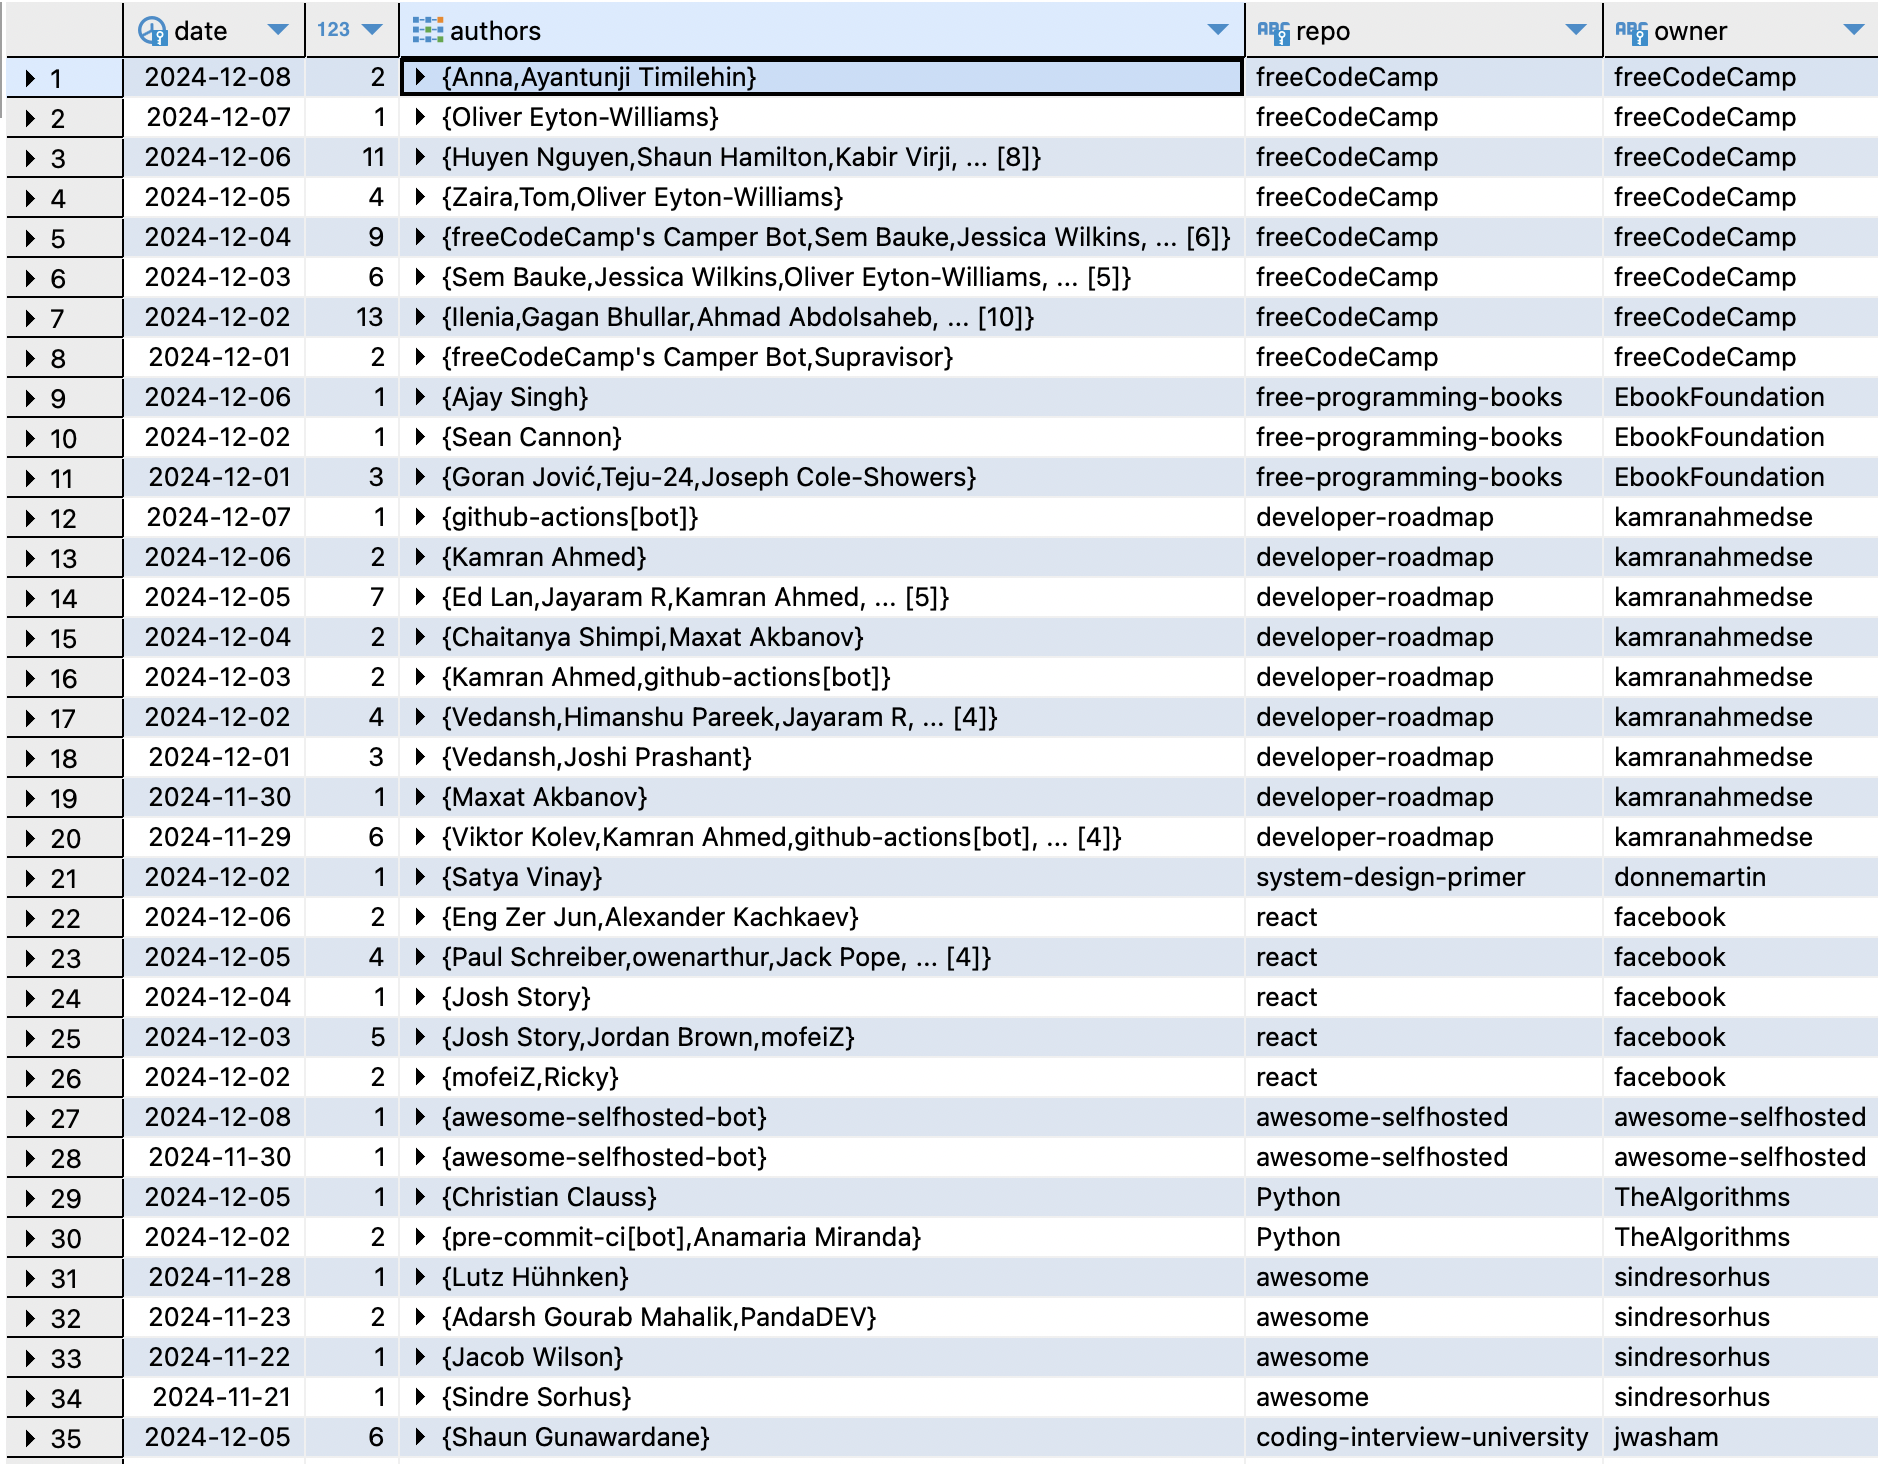 date 123 authors ABC repo ABC owner
1 2024-12-08 2 {Anna,Ayantunji Timilehin} freeCodeCamp freeCodeCamp
2 2024-12-07 1 {Oliver Eyton-Williams} freeCodeCamp freeCodeCamp
3 2024-12-06 11 {Huyen Nguyen,Shaun Hamilton,Kabir Virji, ... [8]} freeCodeCamp freeCodeCamp
4 2024-12-05 4 {Zaira,Tom,Oliver Eyton-Williams} freeCodeCamp freeCodeCamp
5 2024-12-04 9 {freeCodeCamp's Camper Bot,Sem Bauke,Jessica Wilkins, ... [6]} freeCodeCamp freeCodeCamp
6 2024-12-03 6 {Sem Bauke,Jessica Wilkins,Oliver Eyton-Williams, ... [5]} freeCodeCamp freeCodeCamp
7 2024-12-02 13 {Ilenia,Gagan Bhullar,Ahmad Abdolsaheb, ... [10]} freeCodeCamp freeCodeCamp
8 2024-12-01 2 {freeCodeCamp's Camper Bot,Supravisor} freeCodeCamp freeCodeCamp
9 2024-12-06 1 {Ajay Singh} free-programming-books EbookFoundation
10 2024-12-02 1 {Sean Cannon} free-programming-books EbookFoundation
11 2024-12-01 3 {Goran Jović,Teju-24,Joseph Cole-Showers} free-programming-books EbookFoundation
12 2024-12-07 1 {github-actions[bot]} developer-roadmap kamranahmedse
13 2024-12-06 2 {Kamran Ahmed} developer-roadmap kamranahmedse
14 2024-12-05 7 {Ed Lan,Jayaram R,Kamran Ahmed, ... [5]} developer-roadmap kamranahmedse
15 2024-12-04 2 {Chaitanya Shimpi,Maxat Akbanov} developer-roadmap kamranahmedse
16 2024-12-03 2 {Kamran Ahmed,github-actions[bot]} developer-roadmap kamranahmedse
17 2024-12-02 4 {Vedansh,Himanshu Pareek,Jayaram R, ... [4]} developer-roadmap kamranahmedse
18 2024-12-01 3 {Vedansh,Joshi Prashant} developer-roadmap kamranahmedse
19 2024-11-30 1 {Maxat Akbanov} developer-roadmap kamranahmedse
20 2024-11-29 6 {Viktor Kolev,Kamran Ahmed,github-actions[bot], ... [4]} developer-roadmap kamranahmedse
21 2024-12-02 1 {Satya Vinay} system-design-primer donnemartin
22 2024-12-06 2 {Eng Zer Jun,Alexander Kachkaev} react facebook
23 2024-12-05 4 {Paul Schreiber,owenarthur,Jack Pope, ... [4]} react facebook
24 2024-12-04 1 {Josh Story} react facebook
25 2024-12-03 5 {Josh Story,Jordan Brown,mofeiZ} react facebook
26 2024-12-02 2 {mofeiZ,Ricky} react facebook
27 2024-12-08 1 {awesome-selfhosted-bot} awesome-selfhosted awesome-selfhosted
28 2024-11-30 1 {awesome-selfhosted-bot} awesome-selfhosted awesome-selfhosted
29 2024-12-05 1 {Christian Clauss} Python TheAlgorithms
30 2024-12-02 2 {pre-commit-ci[bot],Anamaria Miranda} Python TheAlgorithms
31 2024-11-28 1 {Lutz Hühnken} awesome sindresorhus
32 2024-11-23 2 {Adarsh Gourab Mahalik,PandaDEV} awesome sindresorhus
33 2024-11-22 1 {Jacob Wilson} awesome sindresorhus
34 2024-11-21 1 {Sindre Sorhus} awesome sindresorhus
35 2024-12-05 6 {Shaun Gunawardane} coding-interview-university jwasham